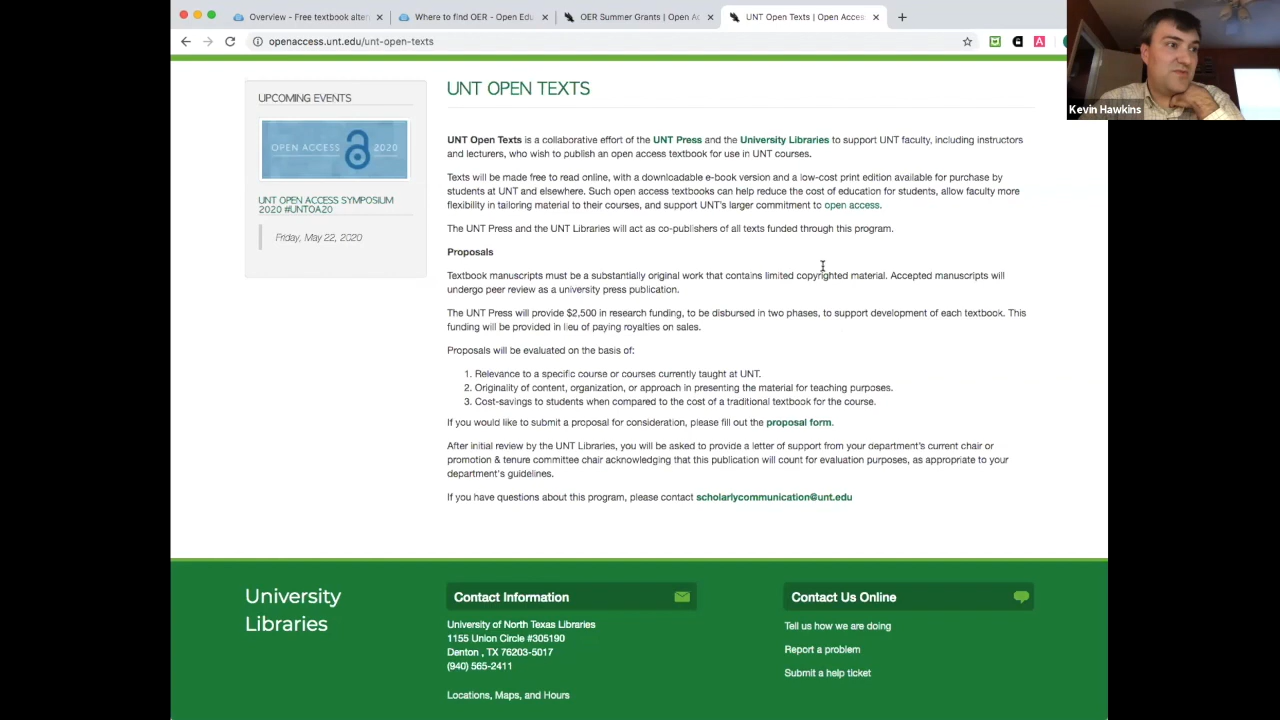 Overview - Free textbook alter
Where to find OER - Open Edu
OER Summer Grants | Open Ac
UNT Open Texts | Open Acces
openaccess.unt.edu/unt-open-texts
Kevin Hawkins
UPCOMING EVENTS
OPEN ACCESS 2020
UNT OPEN ACCESS SYMPOSIUM
2020 #UNTOA20
Friday, May 22, 2020
UNT OPEN TEXTS
UNT Open Texts is a collaborative effort of the UNT Press and the University Libraries to support UNT faculty, including instructors
and lecturers, who wish to publish an open access textbook for use in UNT courses.
Texts will be made free to read online, with a downloadable e-book version and a low-cost print edition available for purchase by
students at UNT and elsewhere. Such open access textbooks can help reduce the cost of education for students, allow faculty more
flexibility in tailoring material to their courses, and support UNT's larger commitment to open access.
The UNT Press and the UNT Libraries will act as co-publishers of all texts funded through this program.
Proposals
Textbook manuscripts must be a substantially original work that contains limited copyrighted material. Accepted manuscripts will
undergo peer review as a university press publication.
The UNT Press will provide $2,500 in research funding, to be disbursed in two phases, to support development of each textbook. This
funding will be provided in lieu of paying royalties on sales.
Proposals will be evaluated on the basis of:
1. Relevance to a specific course or courses currently taught at UNT.
2. Originality of content, organization, or approach in presenting the material for teaching purposes.
3. Cost-savings to students when compared to the cost of a traditional textbook for the course.
If you would like to submit a proposal for consideration, please fill out the proposal form.
After initial review by the UNT Libraries, you will be asked to provide a letter of support from your department's current chair or
promotion & tenure committee chair acknowledging that this publication will count for evaluation purposes, as appropriate to your
department's guidelines.
If you have questions about this program, please contact scholarlycommunication@unt.edu
University
Libraries
Contact Information
University of North Texas Libraries
1155 Union Circle #305190
Denton , TX 76203-5017
(940) 565-2411
Locations, Maps, and Hours
Contact Us Online
Tell us how we are doing
Report a problem
Submit a help ticket